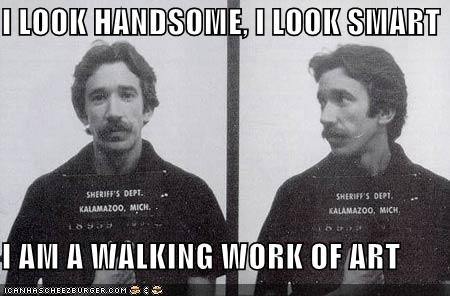 I LOOK HANDSOME, I LOOK SMART
SHERIFF'S DEPT.
KALAMAZOO, MICH.
18959
SHERIFF'S DEPT.
KALAMAZOO, MICH.
I AM A WALKING WORK OF ART
ICANHASCHEEZBURGER.COM